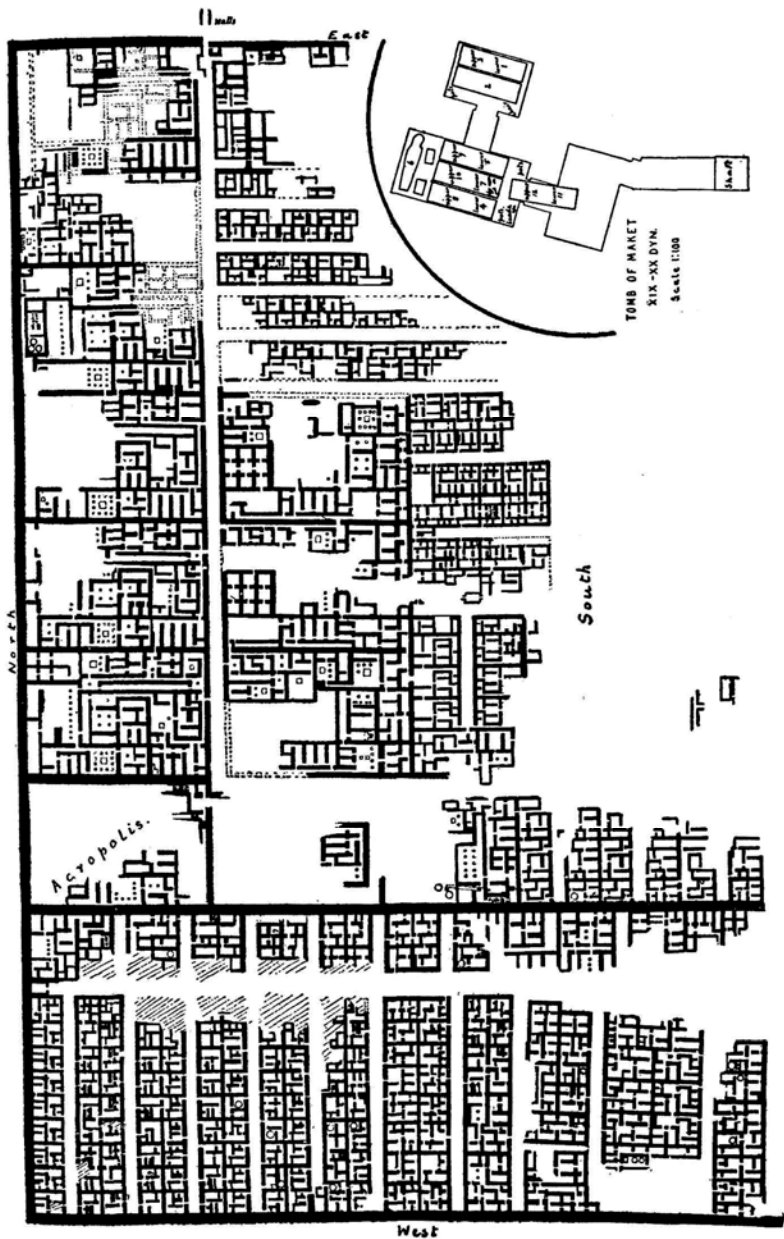 Walls
East
North
TOMB OF MAKET
XIX-XX DYN.
Scale 1:100
Shaft
South
Acropolis.
West